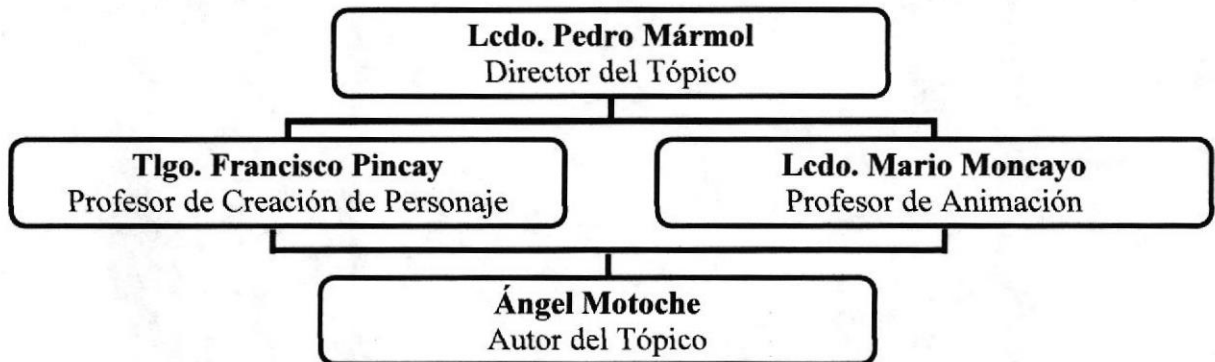 Lcdo. Pedro Mármol
Director del Tópico
Tlgo. Francisco Pincay
Profesor de Creación de Personaje
Lcdo. Mario Moncayo
Profesor de Animación
Ángel Motoche
Autor del Tópico